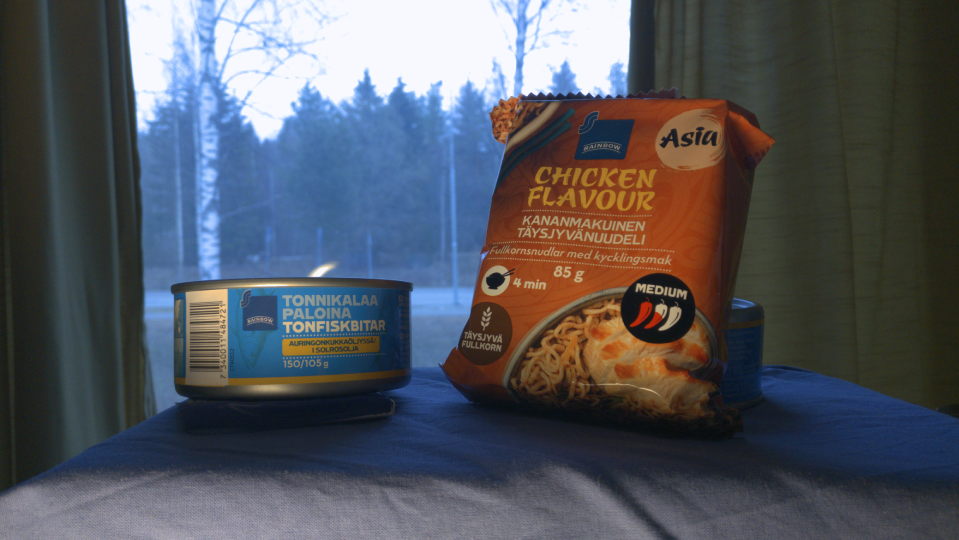 TONNIKALAA
PALOINA
TONFISKBITAR
AURINGONKUKKAÖLJYSSÄ/
I SOLROSOLJA
150/105 g
RAINBOW
RAINBOW
Asia
CHICKEN
FLAVOUR
KANANMAKUINEN
TÄYSJYVÄNUUDELI
Fullkornsnudlar med kycklingsmak
85 g
4 min
MEDIUM
TÄYSJYVÄ
FULLKORN